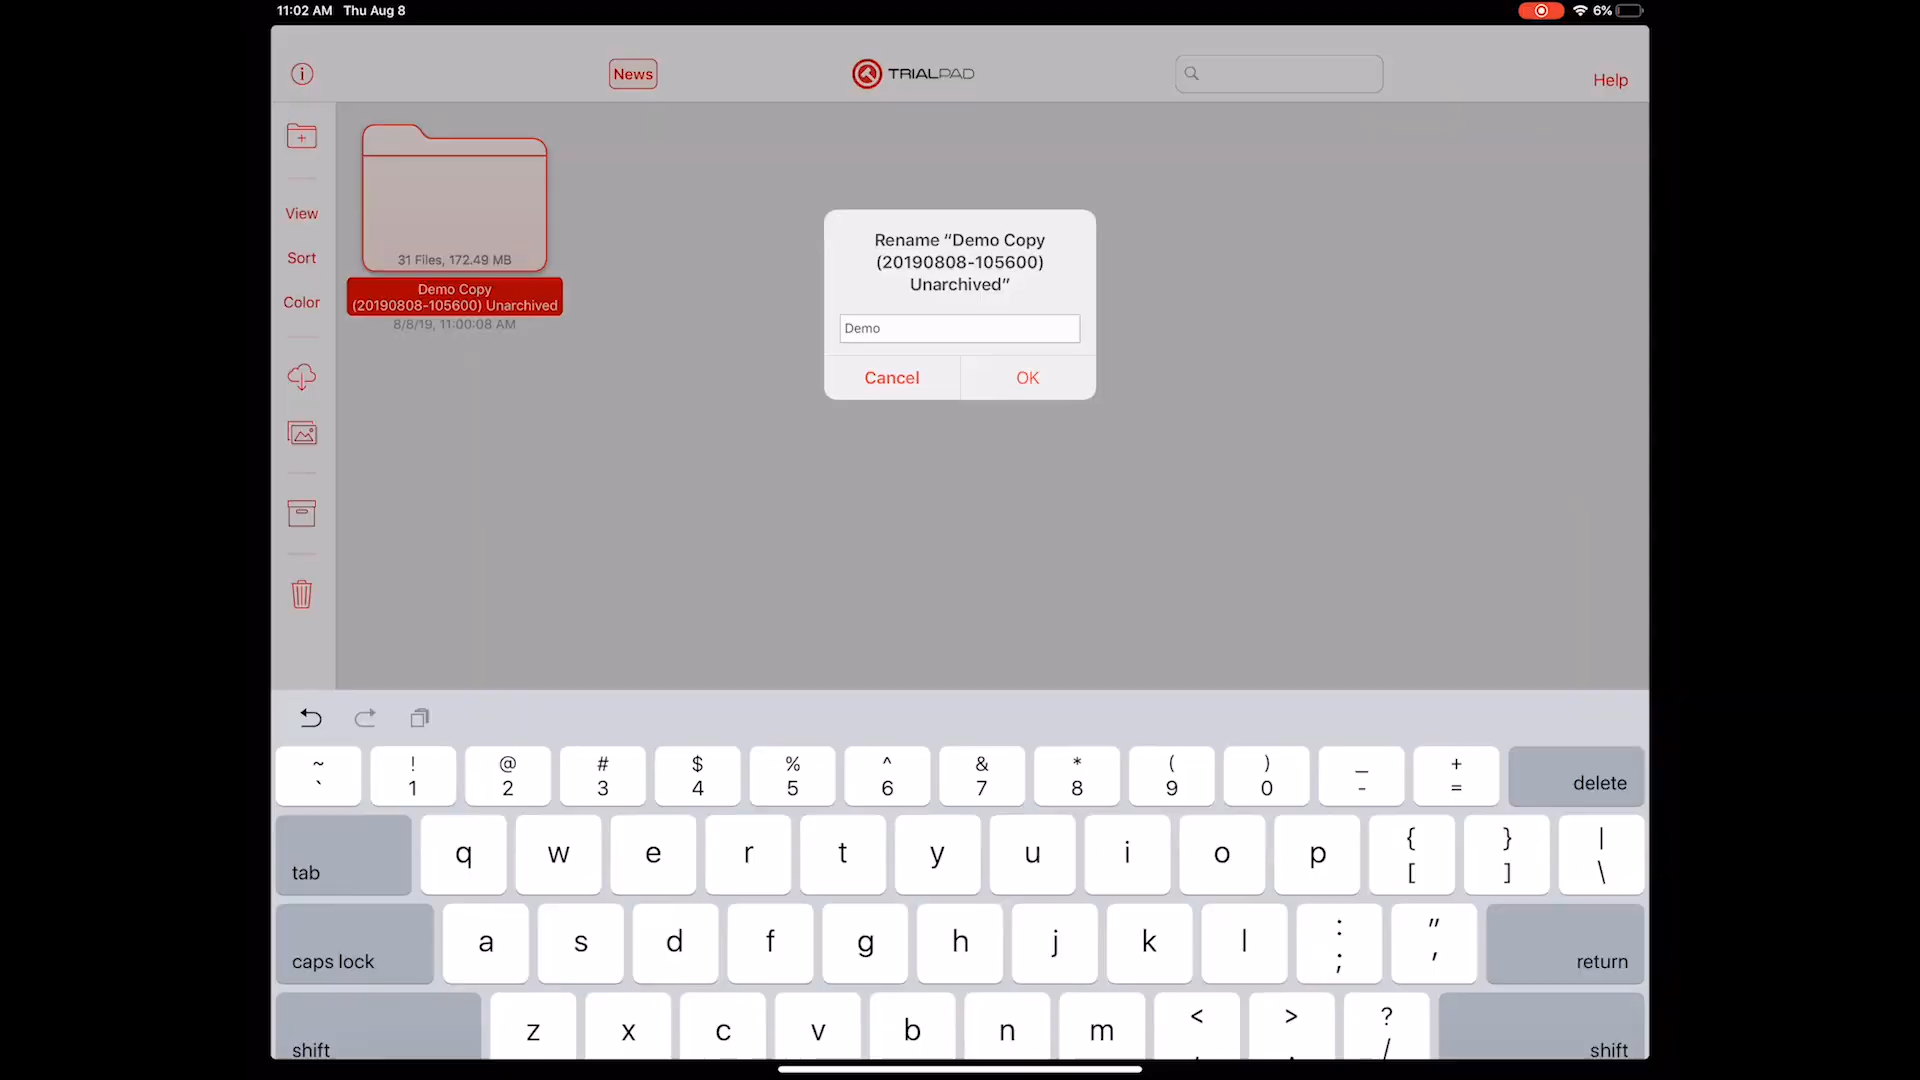 11:02 AM Thu Aug 8
6%
News
TRIALPAD
Help
View
Sort
Color
31 Files, 172.49 MB
Demo Copy
(20190808-105600) Unarchived
8/8/19, 11:00:08 AM
Rename “Demo Copy
(20190808-105600)
Unarchived”
Demo
Cancel OK
~ ! @ # $ % ^ & * ( ) _ +
` 1 2 3 4 5 6 7 8 9 0 - = delete
tab q w e r t y u i o p { [ } ] | \
caps lock a s d f g h j k l : ; " ' return
shift z x c v b n m < , > . ? / shift